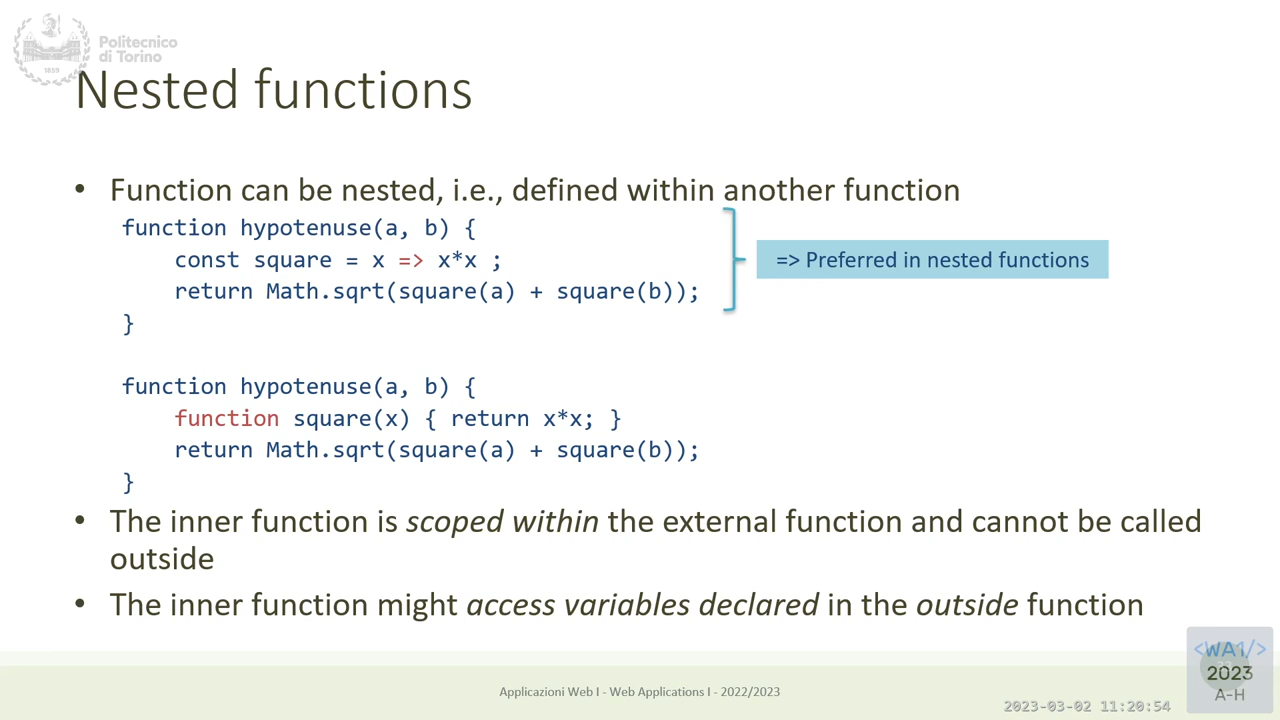 Politecnico
di Torino
1859
Nested functions
• Function can be nested, i.e., defined within another function
function hypotenuse(a, b) {
const square = x => x*x ;
return Math.sqrt(square(a) + square(b));
}
=> Preferred in nested functions
function hypotenuse(a, b) {
function square(x) { return x*x; }
return Math.sqrt(square(a) + square(b));
}
• The inner function is scoped within the external function and cannot be called
outside
• The inner function might access variables declared in the outside function
Applicazioni Web I - Web Applications I - 2022/2023
<WA1/>
2023
A-H
2023-03-02 11:20:54